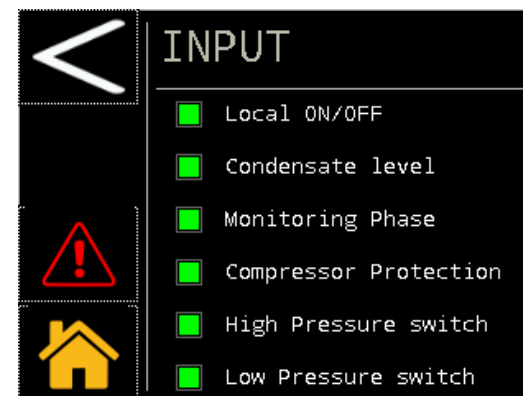 INPUT
Local ON/OFF
Condensate level
Monitoring Phase
Compressor Protection
High Pressure switch
Low Pressure switch